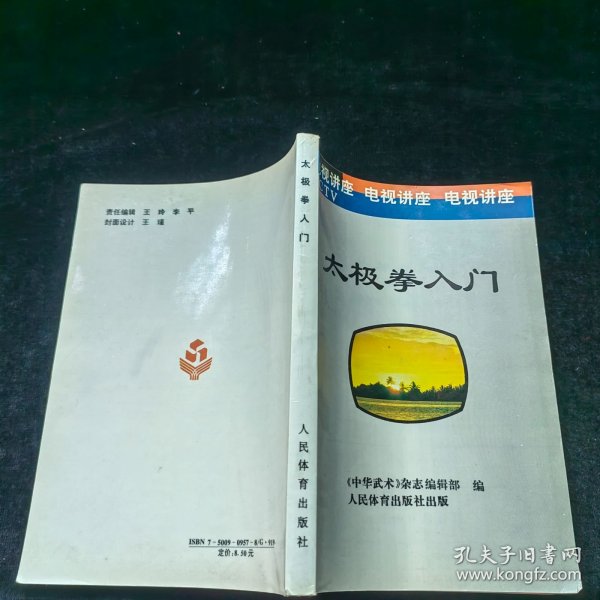 责任编辑 王 玲 李 平
封面设计 王 瑾
ISBN 7-5009-0957-8/G·
定价:8.50元
太极拳入门
人民体育出版社
视讲座 电视讲座 电视讲座
CTV
太极拳入门
《中华武术》杂志编辑部 编
人民体育出版社出版
孔夫子旧书网
www.kongfz.com